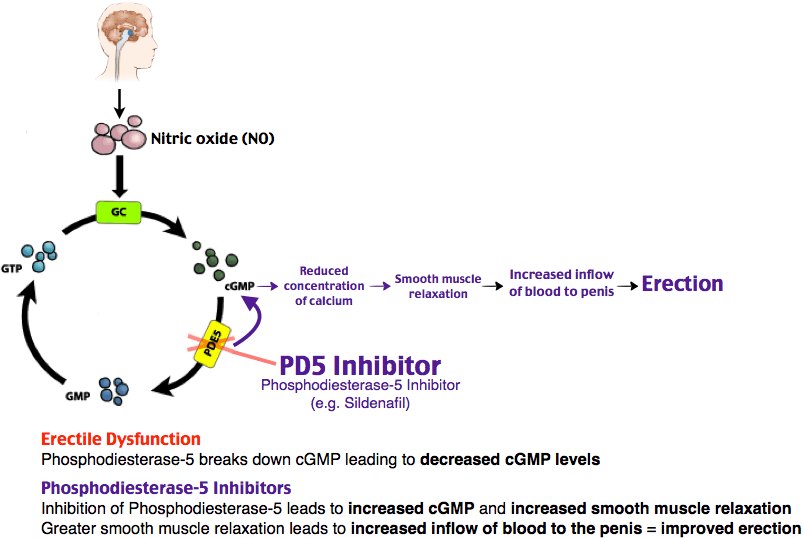 Nitric oxide (NO)
GC
GTP
cGMP
Reduced
concentration
of calcium
Smooth muscle
relaxation
Increased inflow
of blood to penis
Erection
PDE5
PD5 Inhibitor
Phosphodiesterase-5 Inhibitor
(e.g. Sildenafil)
GMP
Erectile Dysfunction
Phosphodiesterase-5 breaks down cGMP leading to decreased cGMP levels
Phosphodiesterase-5 Inhibitors
Inhibition of Phosphodiesterase-5 leads to increased cGMP and increased smooth muscle relaxation
Greater smooth muscle relaxation leads to increased inflow of blood to the penis = improved erection